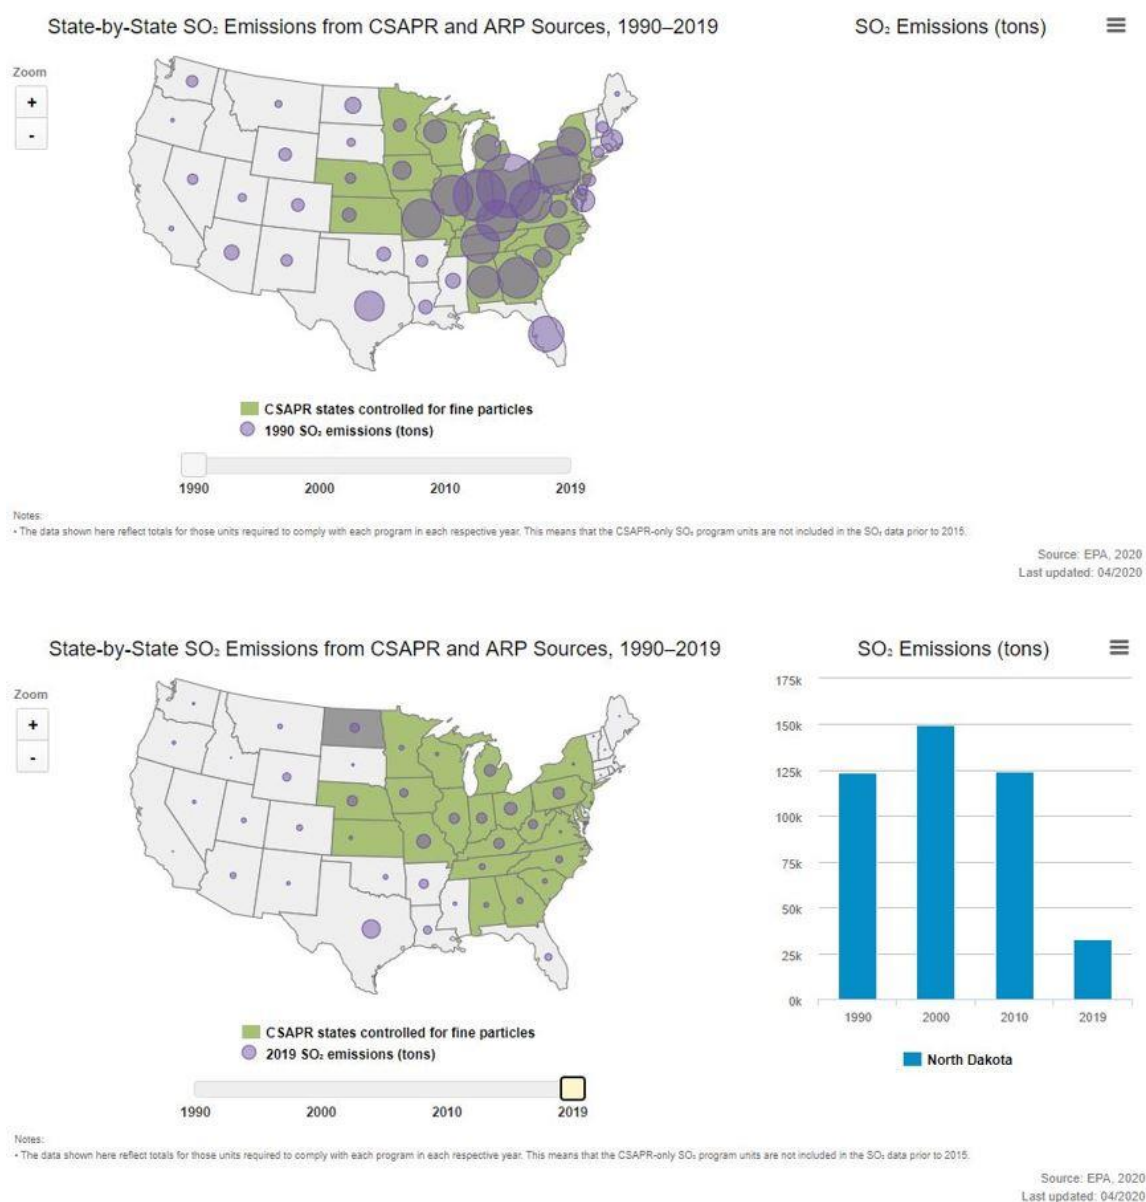 State-by-State SO₂ Emissions from CSAPR and ARP Sources, 1990–2019
SO₂ Emissions (tons)
Zoom
+
-
CSAPR states controlled for fine particles
1990 SO₂ emissions (tons)
1990 2000 2010 2019
Notes:
• The data shown here reflect totals for those units required to comply with each program in each respective year. This means that the CSAPR-only SO₂ program units are not included in the SO₂ data prior to 2015.
Source: EPA, 2020
Last updated: 04/2020
State-by-State SO₂ Emissions from CSAPR and ARP Sources, 1990–2019
Zoom
+
-
CSAPR states controlled for fine particles
2019 SO₂ emissions (tons)
1990 2000 2010 2019
SO₂ Emissions (tons)
175k
150k
125k
100k
75k
50k
25k
0k
1990 2000 2010 2019
North Dakota
Notes:
• The data shown here reflect totals for those units required to comply with each program in each respective year. This means that the CSAPR-only SO₂ program units are not included in the SO₂ data prior to 2015.
Source: EPA, 2020
Last updated: 04/2020